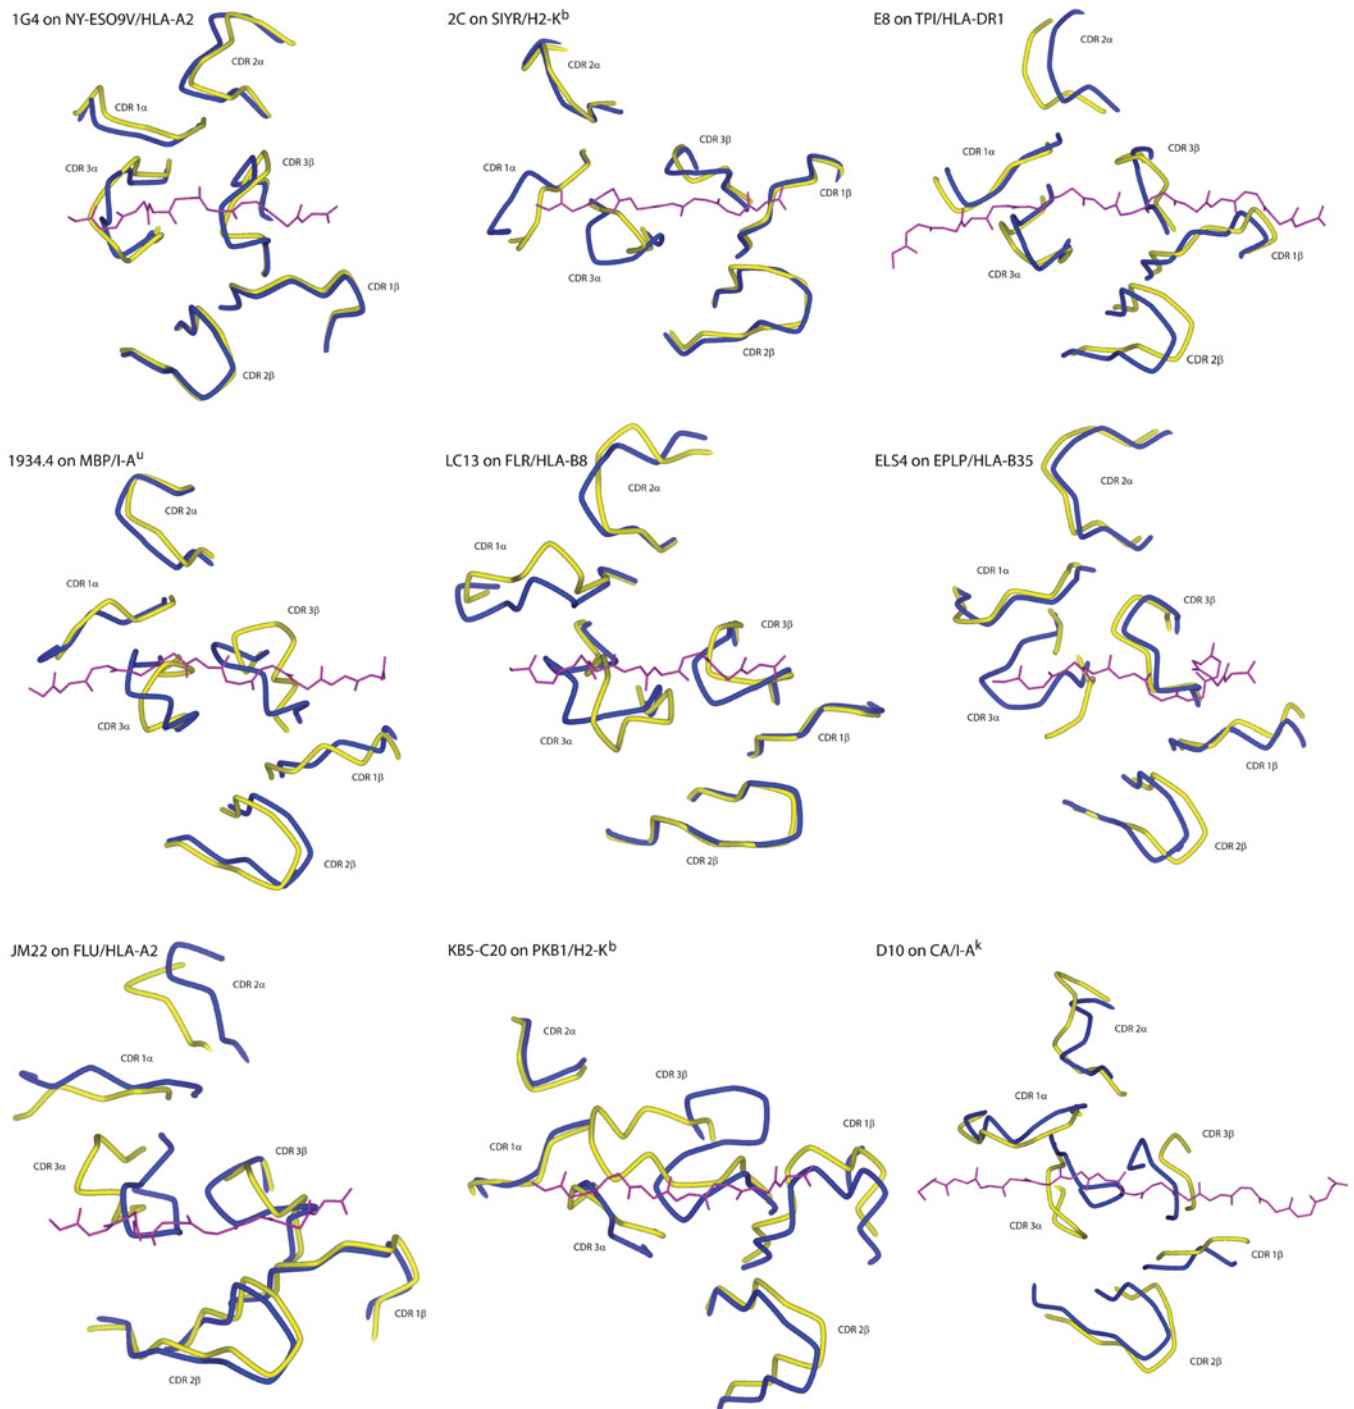 1G4 on NY-ESO9V/HLA-A2
CDR 2α
CDR 1α
CDR 3α
CDR 3β
CDR 1β
CDR 2β
2C on SIYR/H2-Kᵇ
CDR 2α
CDR 3β
CDR 1α
CDR 1β
CDR 3α
CDR 2β
E8 on TPI/HLA-DR1
CDR 2α
CDR 1α
CDR 3β
CDR 3α
CDR 1β
CDR 2β
1934.4 on MBP/I-Aᵁ
CDR 2α
CDR 1α
CDR 3β
CDR 3α
CDR 1β
CDR 2β
LC13 on FLR/HLA-B8
CDR 2α
CDR 1α
CDR 3β
CDR 3α
CDR 1β
CDR 2β
ELS4 on EPLP/HLA-B35
CDR 2α
CDR 1α
CDR 3β
CDR 3α
CDR 1β
CDR 2β
JM22 on FLU/HLA-A2
CDR 2α
CDR 1α
CDR 3β
CDR 3α
CDR 1β
CDR 2β
KB5-C20 on PKB1/H2-Kᵇ
CDR 2α
CDR 3β
CDR 1β
CDR 1α
CDR 3α
CDR 2β
D10 on CA/I-Aᵏ
CDR 2α
CDR 1α
CDR 3β
CDR 3α
CDR 1β
CDR 2β